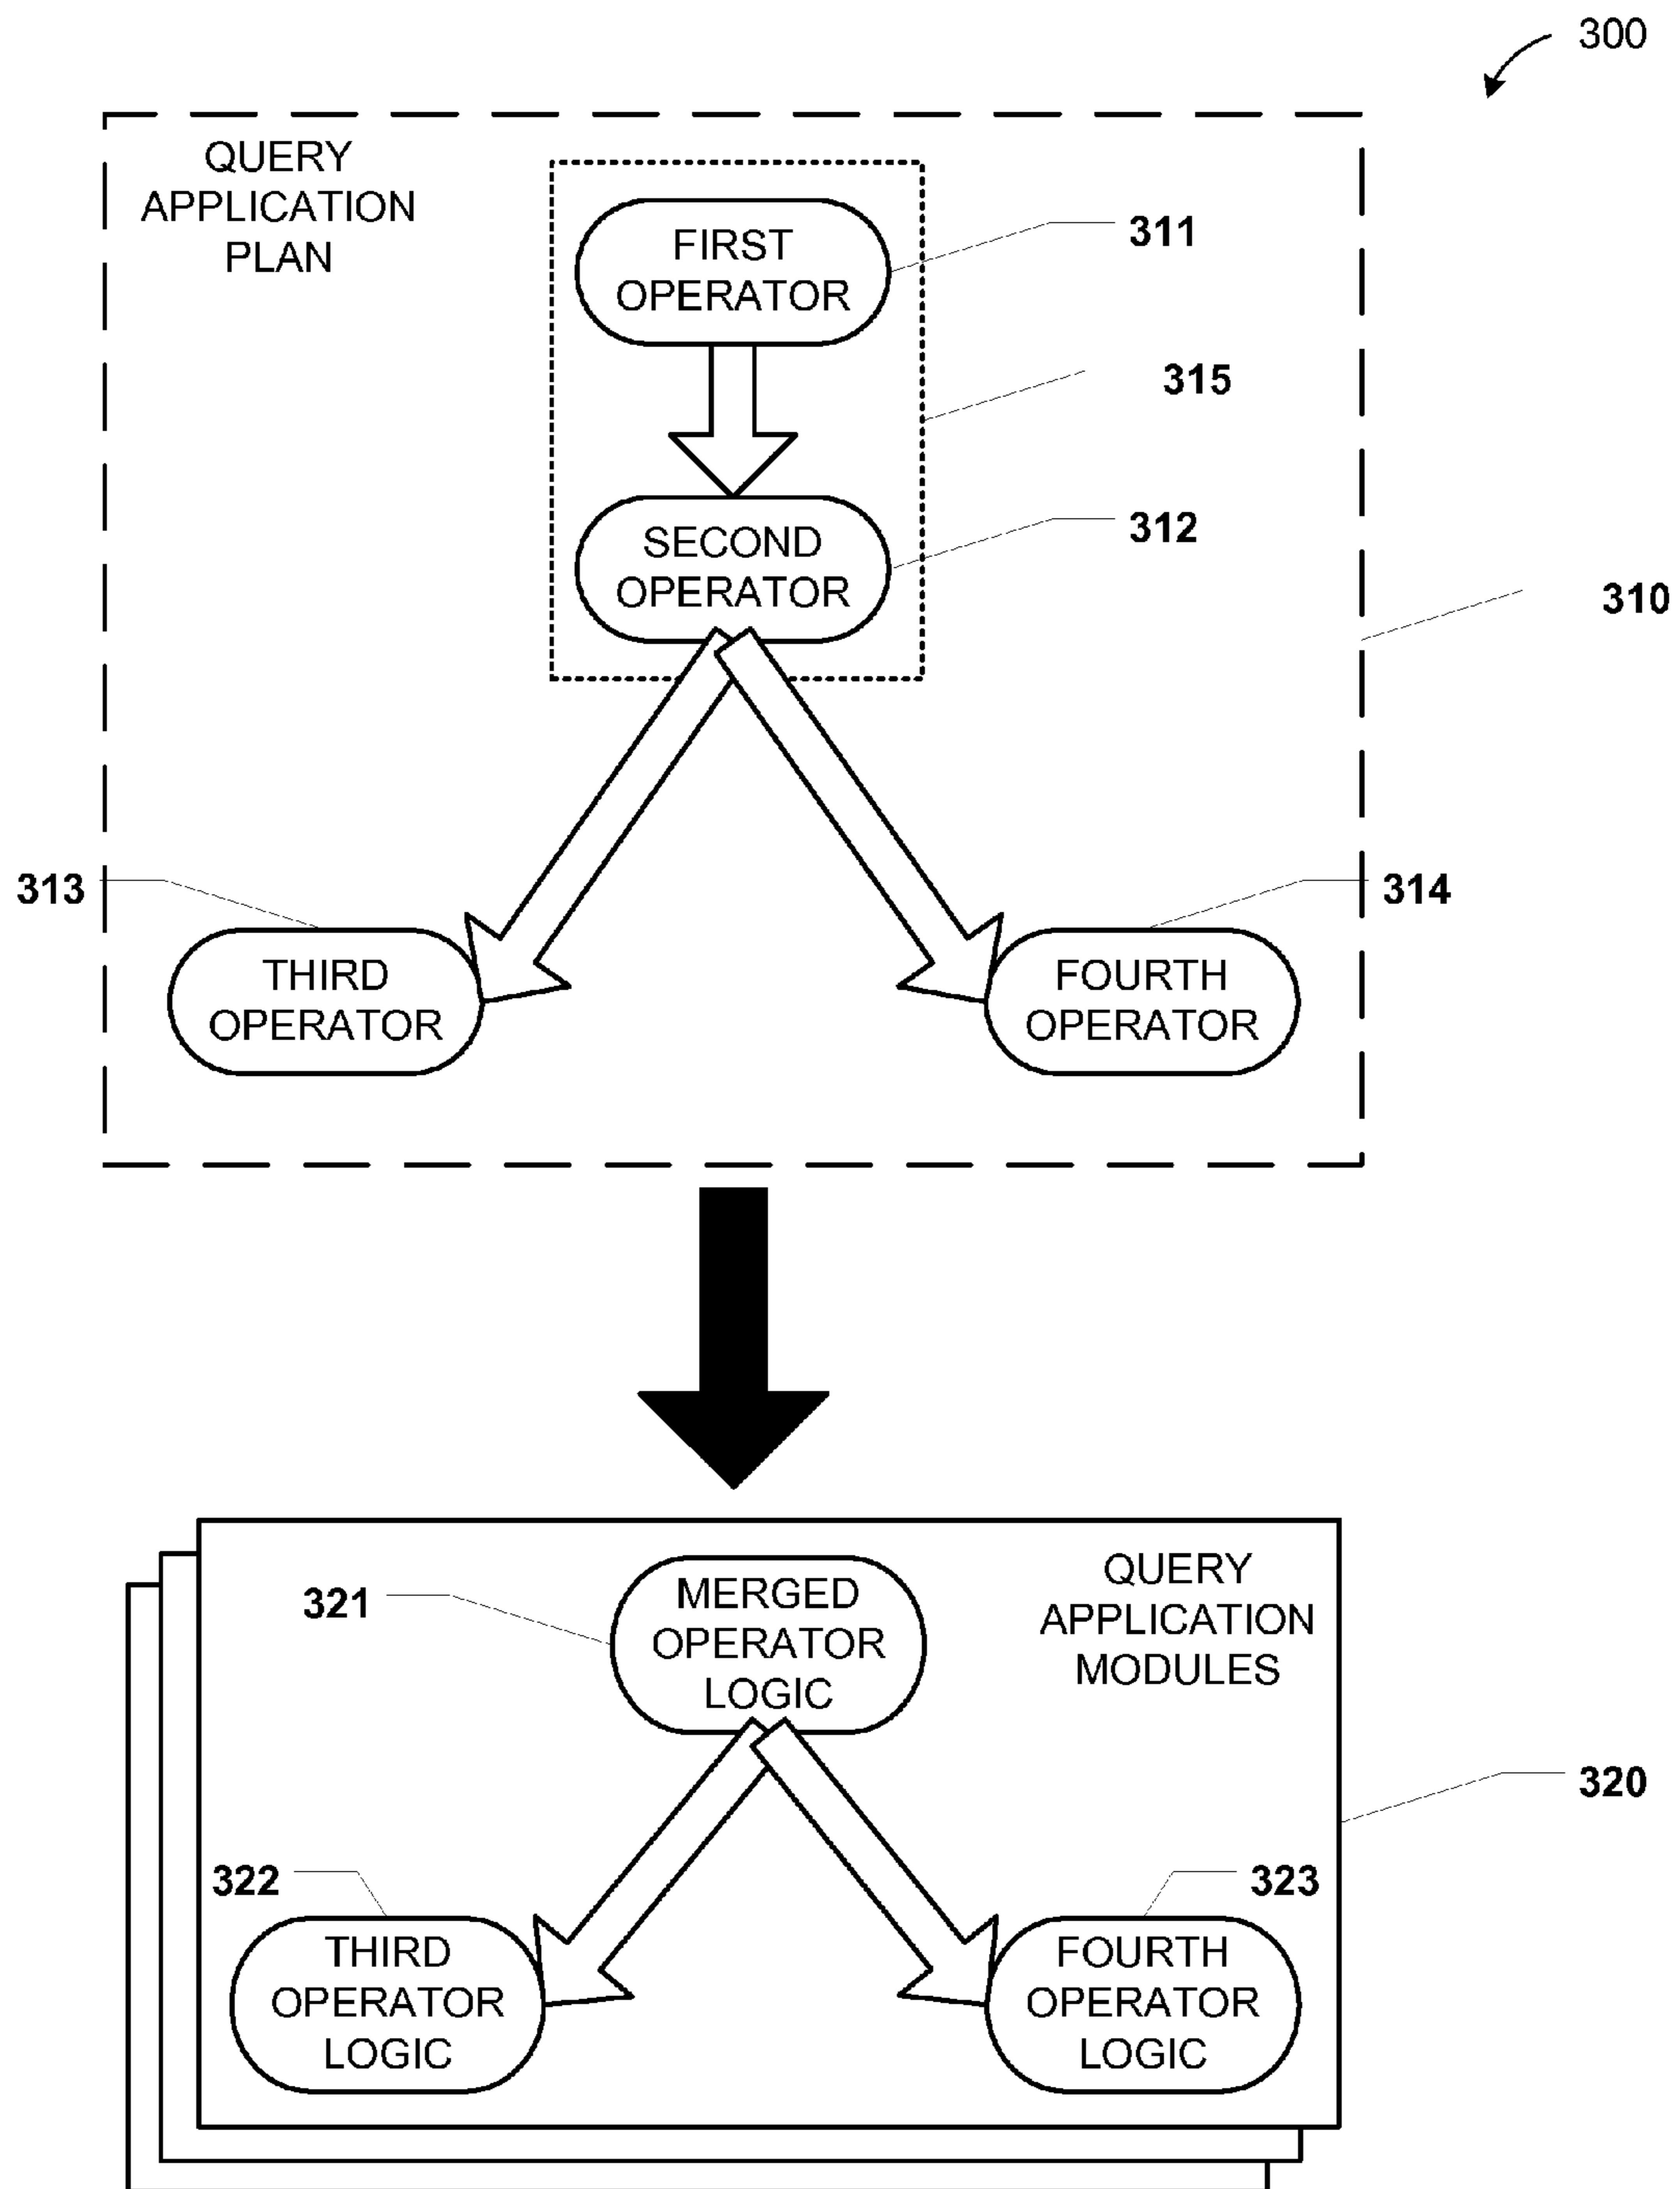 300
QUERY
APPLICATION
PLAN
FIRST
OPERATOR
311
315
SECOND
OPERATOR
312
310
313
314
THIRD
OPERATOR
FOURTH
OPERATOR
MERGED
OPERATOR
LOGIC
321
QUERY
APPLICATION
MODULES
320
322
323
THIRD
OPERATOR
LOGIC
FOURTH
OPERATOR
LOGIC